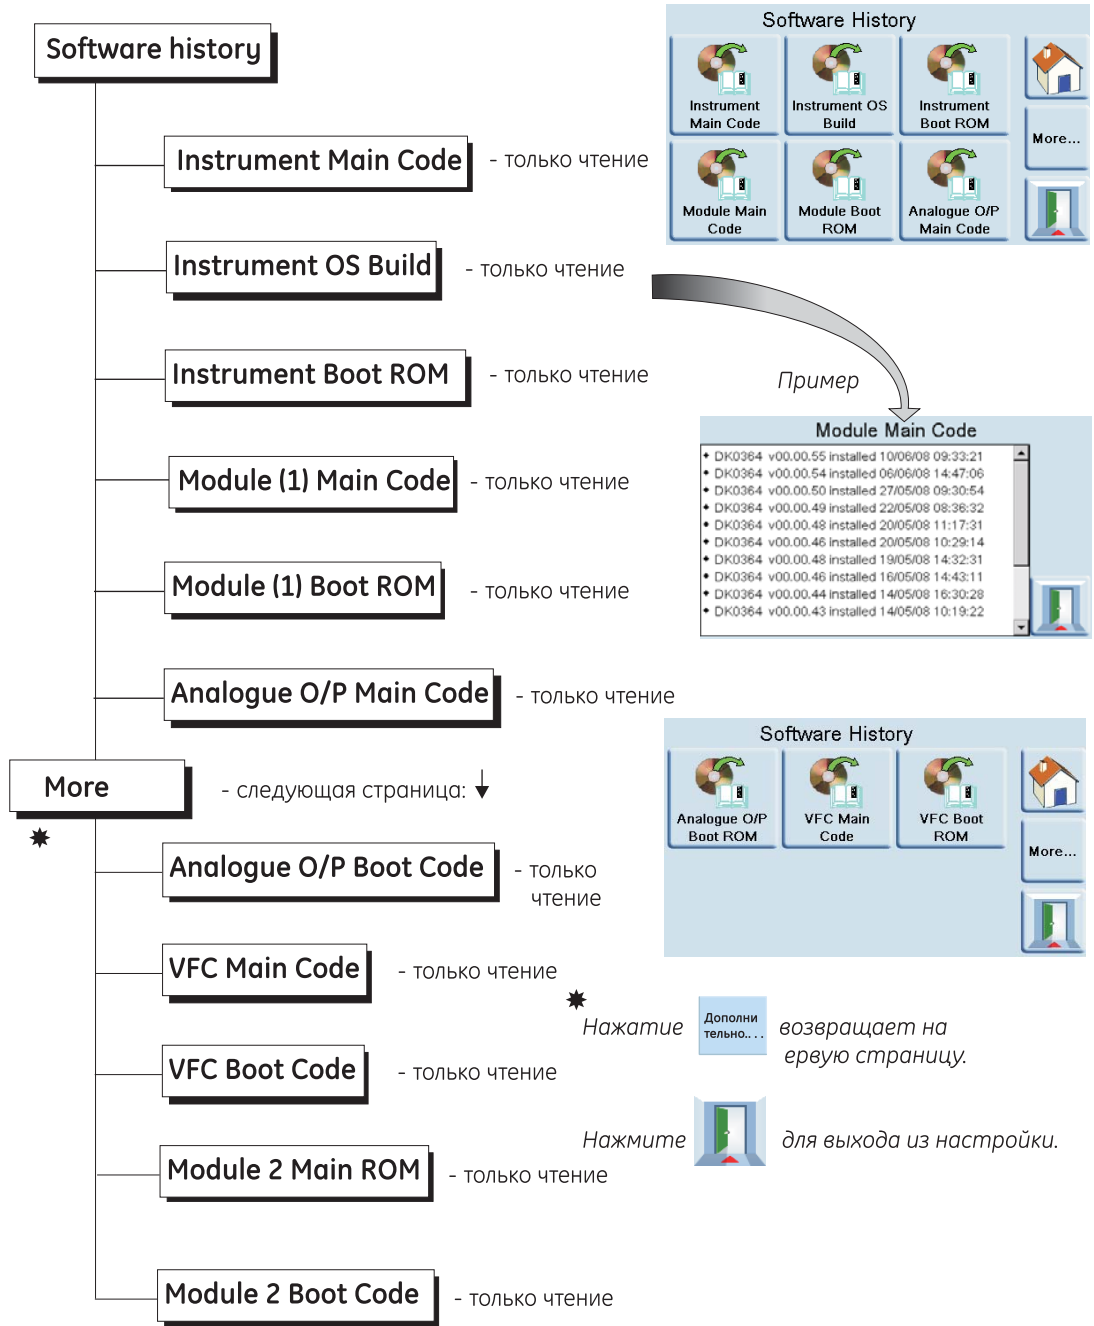 Software history
Instrument Main Code
- только чтение
Instrument OS Build
- только чтение
Instrument Boot ROM
- только чтение
Module (1) Main Code
- только чтение
Module (1) Boot ROM
- только чтение
Analogue O/P Main Code
- только чтение
More
- следующая страница:
Analogue O/P Boot Code
- только
чтение
VFC Main Code
- только чтение
VFC Boot Code
- только чтение
Module 2 Main ROM
- только чтение
Module 2 Boot Code
- только чтение
Software History
Instrument
Main Code
Instrument OS
Build
Instrument
Boot ROM
More...
Module Main
Code
Module Boot
ROM
Analogue O/P
Main Code
Пример
Module Main Code
DK0364 v00.00.55 installed 10/06/08 09:33:21
DK0364 v00.00.54 installed 06/06/08 14:47:06
DK0364 v00.00.50 installed 27/05/08 09:30:54
DK0364 v00.00.49 installed 22/05/08 08:36:32
DK0364 v00.00.48 installed 20/05/08 11:17:31
DK0364 v00.00.46 installed 20/05/08 10:29:14
DK0364 v00.00.48 installed 19/05/08 14:32:31
DK0364 v00.00.46 installed 16/05/08 14:43:11
DK0364 v00.00.44 installed 14/05/08 16:30:28
DK0364 v00.00.43 installed 14/05/08 10:19:22
Software History
Analogue O/P
Boot ROM
VFC Main
Code
VFC Boot
ROM
More...
Нажатие
Дополни
тельно....
возвращает на
ервую страницу.
Нажмите
для выхода из настройки.